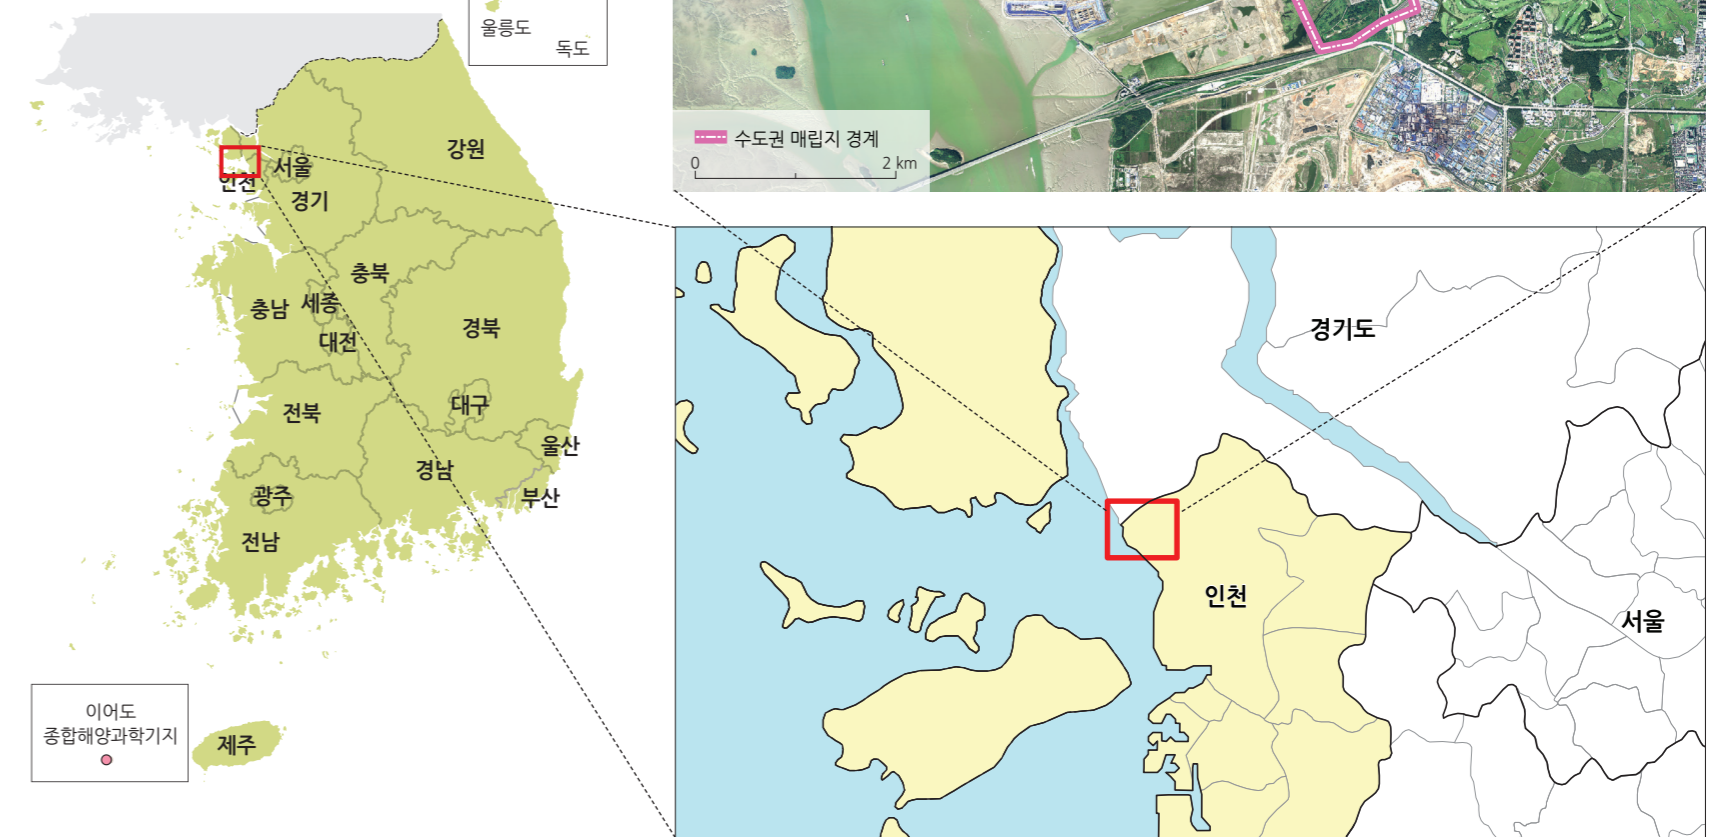 울릉도
독도
수도권 매립지 경계
0
2 km
강원
서울
인천
경기
충북
세종
충남
대전
경북
대구
전북
울산
경남
부산
광주
전남
제주
이어도
종합해양과학기지
경기도
인천
서울